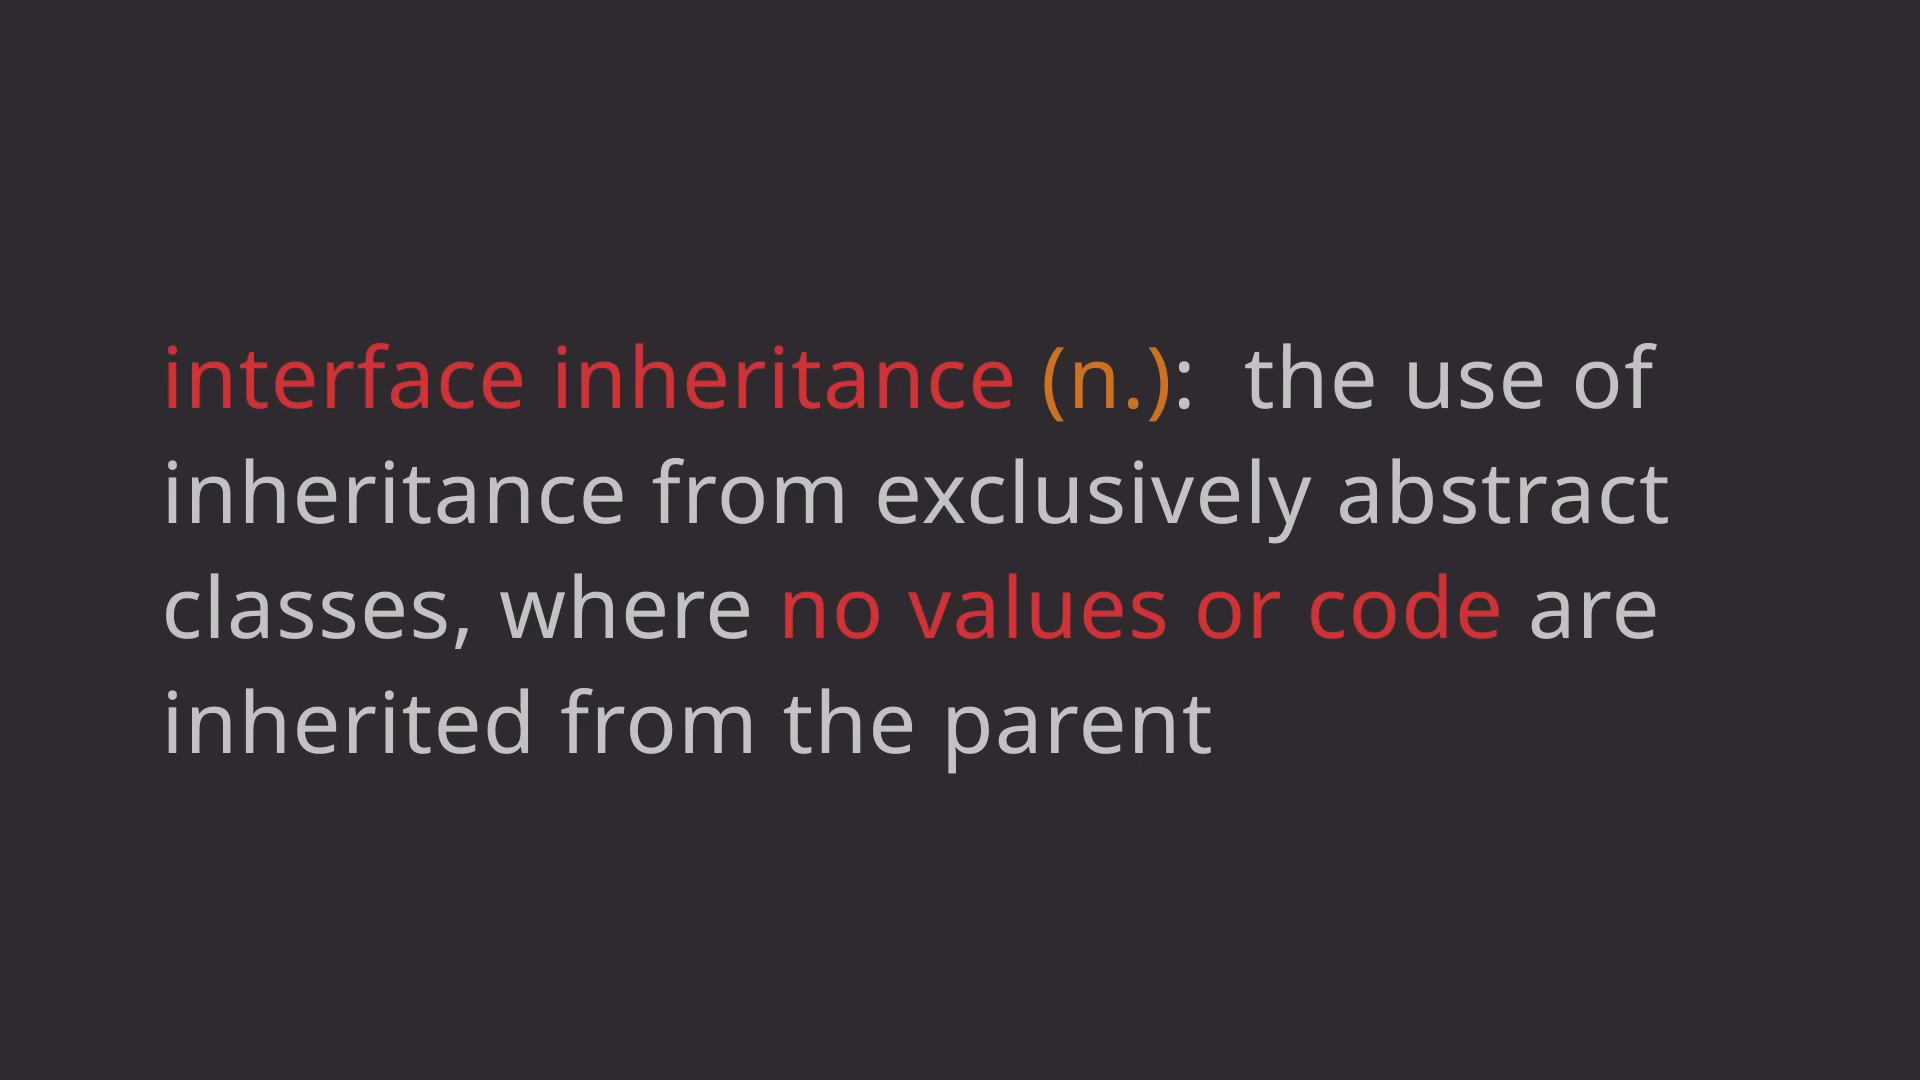 interface inheritance (n.):  the use of
inheritance from exclusively abstract
classes, where no values or code are
inherited from the parent